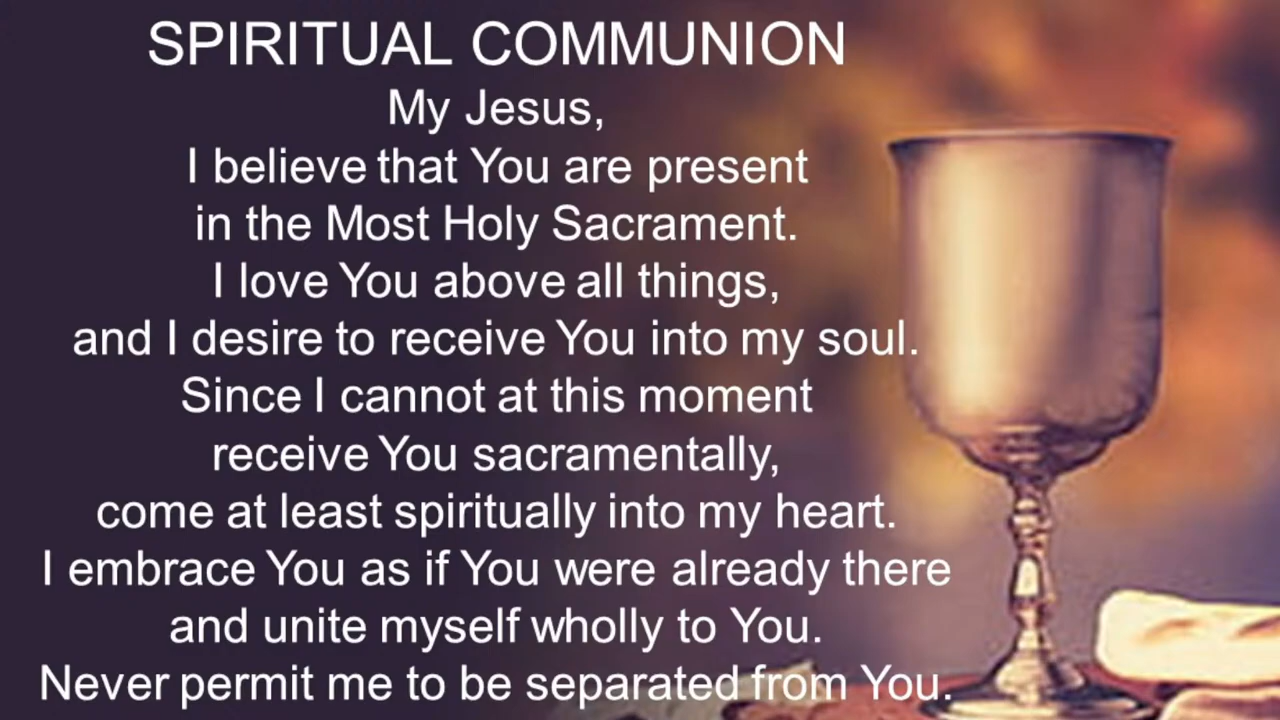 SPIRITUAL COMMUNION
My Jesus,
I believe that You are present
in the Most Holy Sacrament.
I love You above all things,
and I desire to receive You into my soul.
Since I cannot at this moment
receive You sacramentally,
come at least spiritually into my heart.
I embrace You as if You were already there
and unite myself wholly to You.
Never permit me to be separated from You.